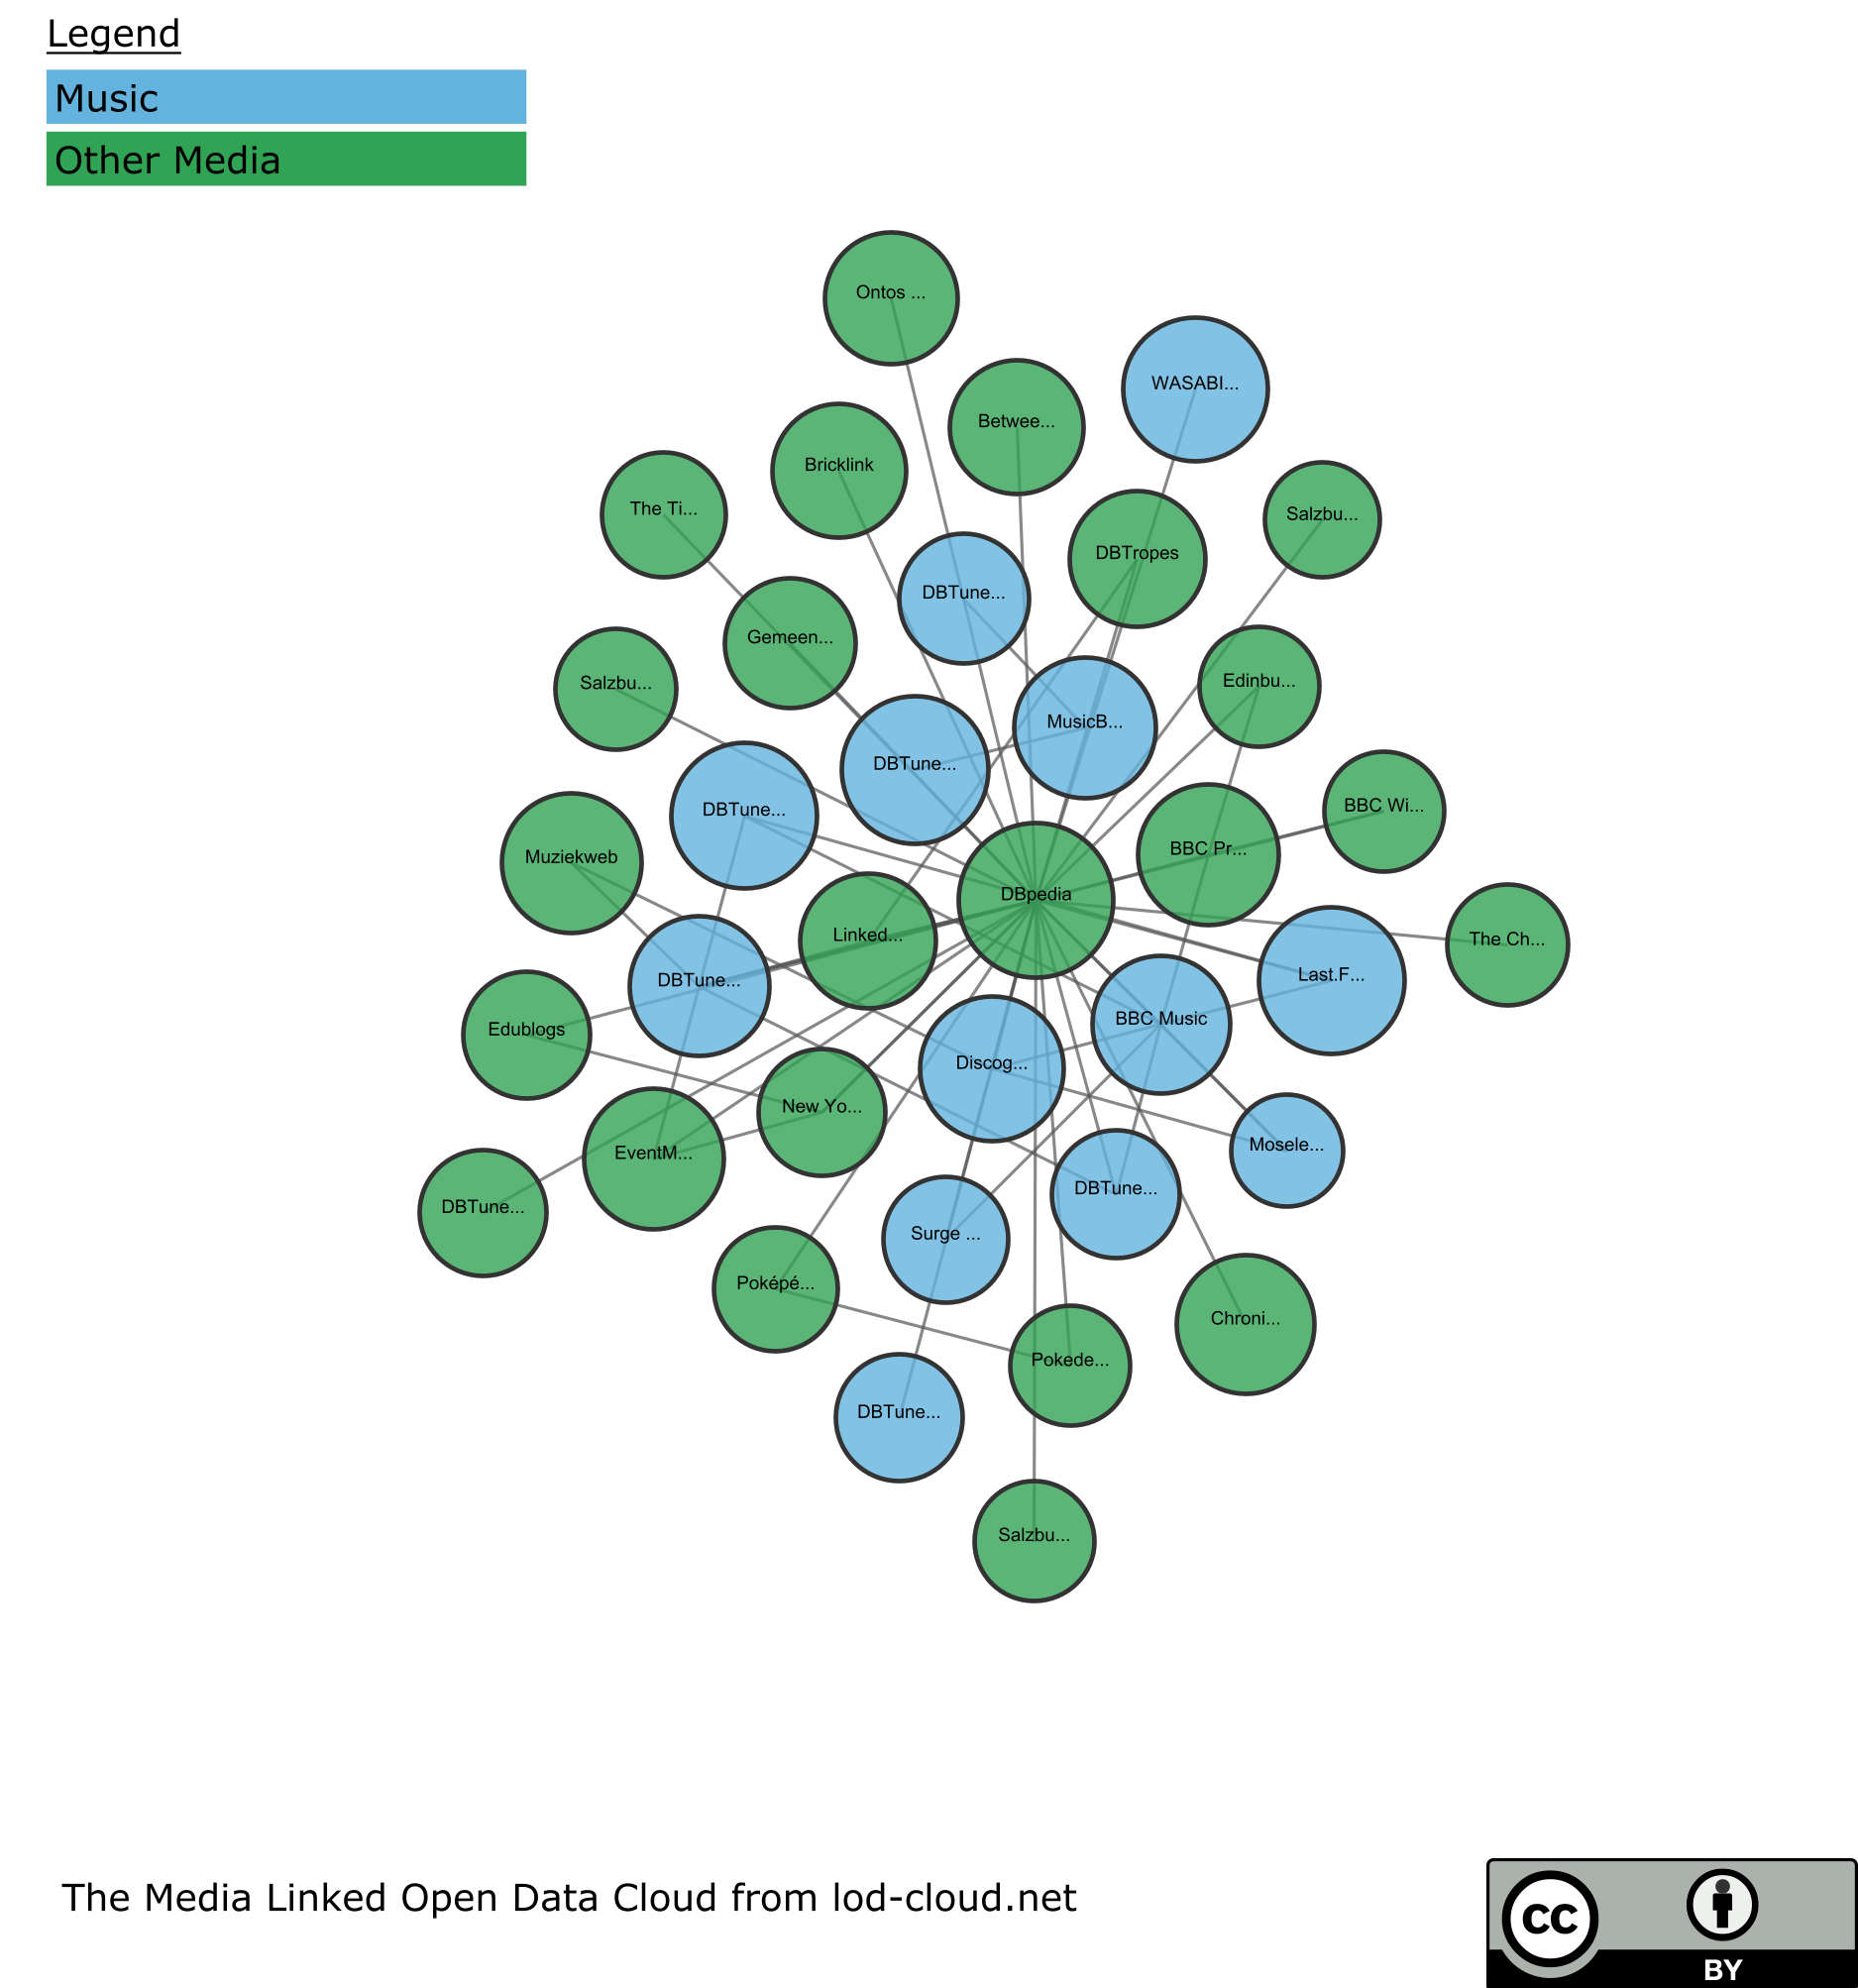 Legend
Music
Other Media
Ontos ...
WASABI...
Betwee...
Bricklink
The Ti...
Salzbu...
DBTropes
DBTune...
Gemeen...
Salzbu...
Edinbu...
MusicB...
DBTune...
BBC Wi...
DBTune...
BBC Pr...
Muziekweb
DBpedia
Linked...
The Ch...
Last.F...
DBTune...
BBC Music
Edublogs
Discog...
New Yo...
Mosele...
EventM...
DBTune...
DBTune...
Surge ...
Poképé...
Chroni...
Pokede...
DBTune...
Salzbu...
The Media Linked Open Data Cloud from lod-cloud.net
cc
BY